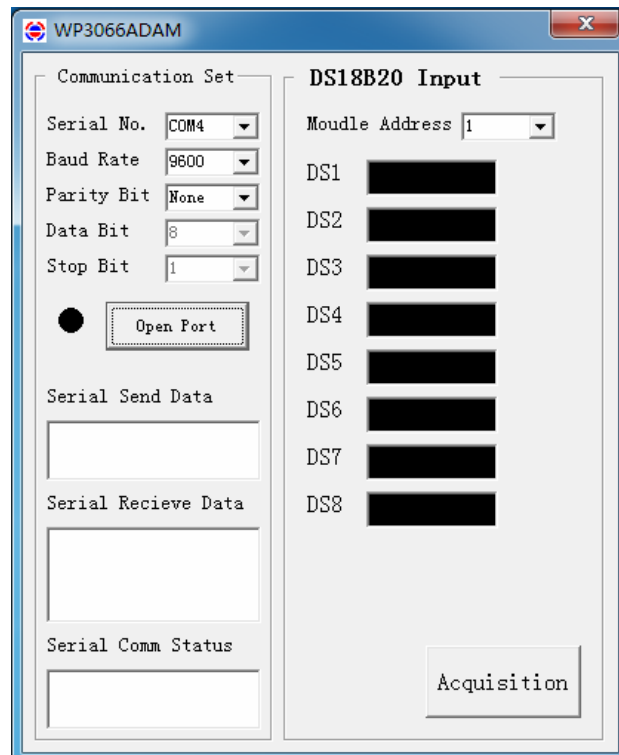 WP3066ADAM
Communication Set
Serial No. COM4
Baud Rate 9600
Parity Bit None
Data Bit 8
Stop Bit 1
Open Port
Serial Send Data
Serial Recieve Data
Serial Comm Status
DS18B20 Input
Moudle Address 1
DS1
DS2
DS3
DS4
DS5
DS6
DS7
DS8
Acquisition